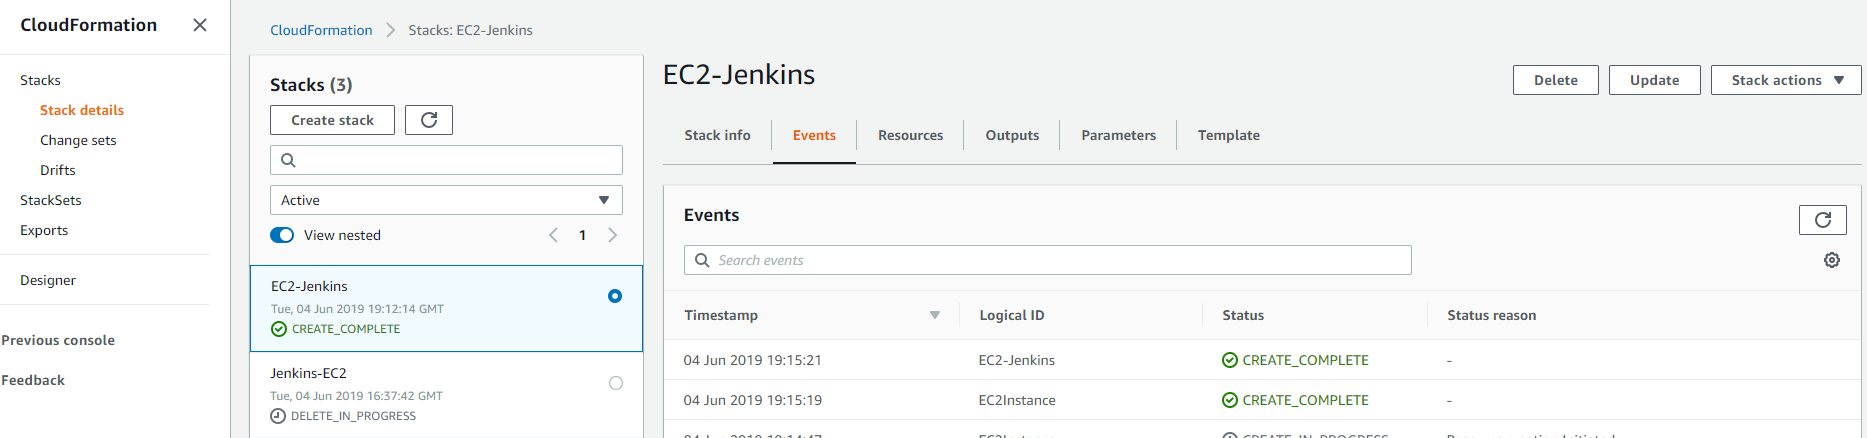 CloudFormation
Stacks
Stack details
Change sets
Drifts
StackSets
Exports
Designer
Previous console
Feedback
CloudFormation > Stacks: EC2-Jenkins
Stacks (3)
Create stack
Active
View nested 1
EC2-Jenkins
Tue, 04 Jun 2019 19:12:14 GMT
CREATE_COMPLETE
Jenkins-EC2
Tue, 04 Jun 2019 16:37:42 GMT
DELETE_IN_PROGRESS
EC2-Jenkins
Delete Update Stack actions
Stack info Events Resources Outputs Parameters Template
Events
Search events
Timestamp Logical ID Status Status reason
04 Jun 2019 19:15:21 EC2-Jenkins CREATE_COMPLETE -
04 Jun 2019 19:15:19 EC2Instance CREATE_COMPLETE -